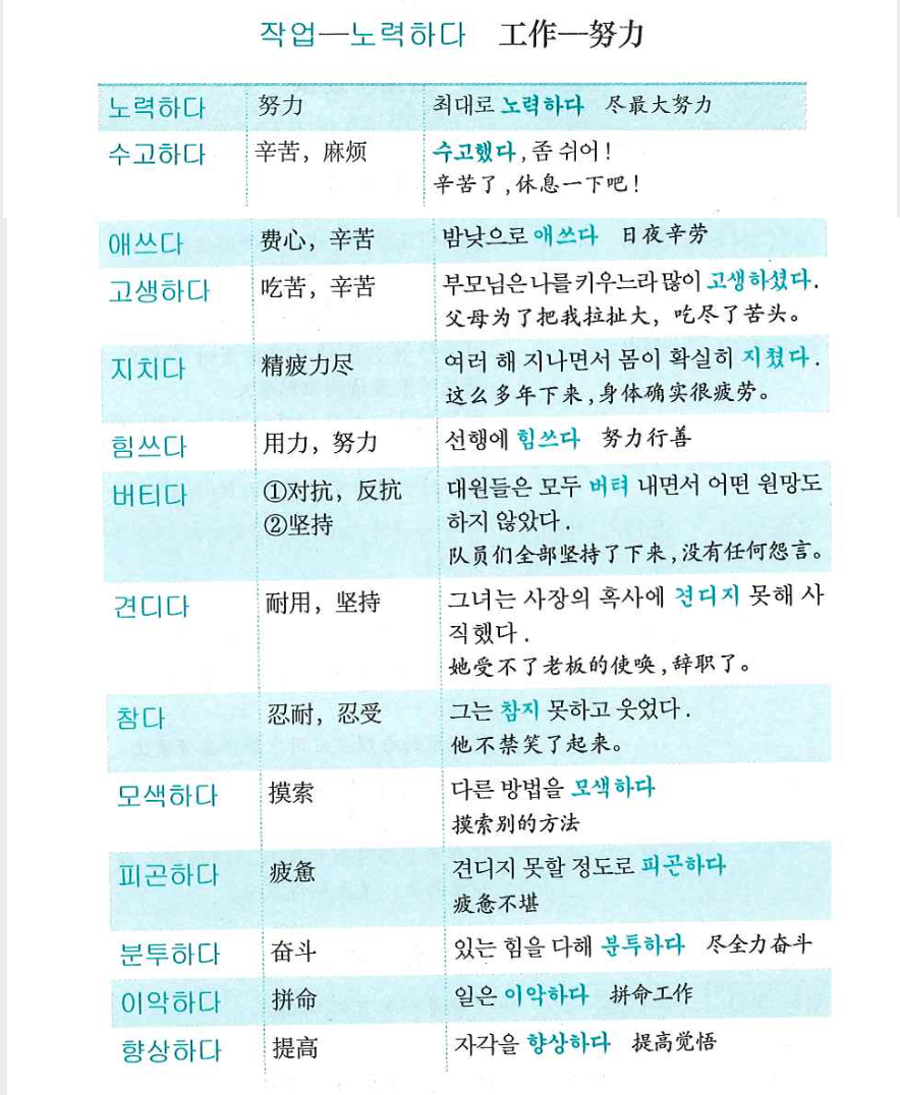 작업—노력하다 工作—努力
노력하다 努力 최대로 노력하다 尽最大努力
수고하다 辛苦，麻烦 수고했다,좀 쉬어!
辛苦了,休息一下吧!
애쓰다 费心，辛苦 밤낮으로 애쓰다 日夜辛劳
고생하다 吃苦，辛苦 부모님은 나를 키우느라 많이 고생하셨다.
父母为了把我拉扯大，吃尽了苦头。
지치다 精疲力尽 여러 해 지나면서 몸이 확실히 지쳤다.
这么多年下来,身体确实很疲劳。
힘쓰다 用力，努力 선행에 힘쓰다 努力行善
버티다 ①对抗，反抗 대원들은 모두 버텨 내면서 어떤 원망도
②坚持 하지 않았다.
队员们全部坚持了下来,没有任何怨言。
견디다 耐用，坚持 그녀는 사장의 혹사에 견디지 못해 사
직했다.
她受不了老板的使唤,辞职了。
참다 忍耐，忍受 그는 참지 못하고 웃었다.
他不禁笑了起来。
모색하다 摸索 다른 방법을 모색하다
摸索别的方法
피곤하다 疲惫 견디지 못할 정도로 피곤하다
疲惫不堪
분투하다 奋斗 있는 힘을 다해 분투하다 尽全力奋斗
이악하다 拼命 일은 이악하다 拼命工作
향상하다 提高 자각을 향상하다 提高觉悟